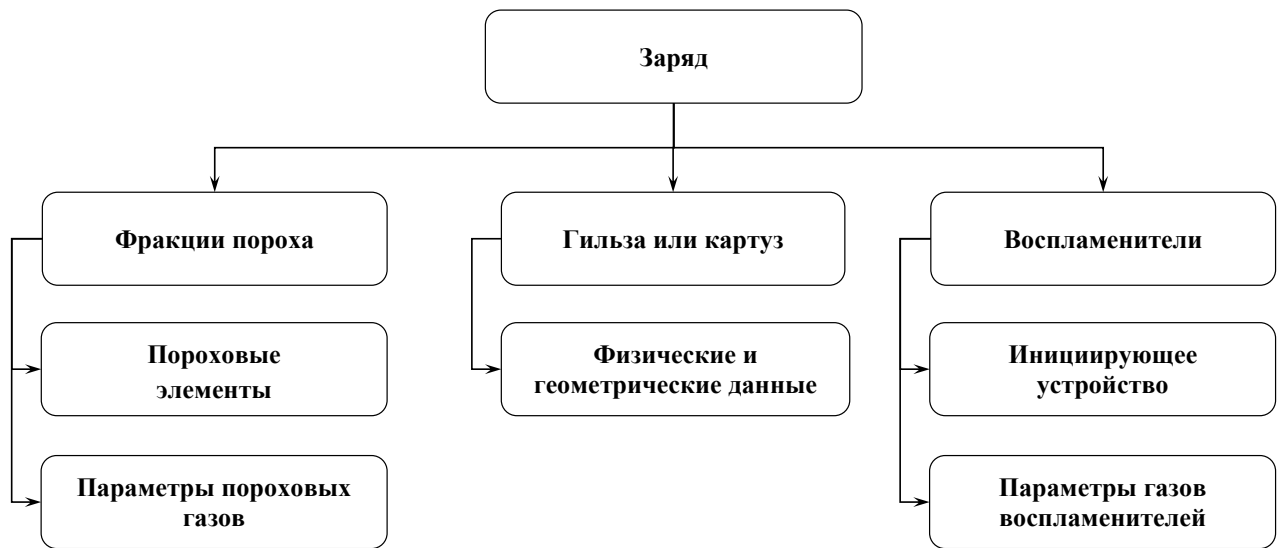 Заряд
Фракции пороха
Гильза или картуз
Воспламенители
Пороховые
элементы
Физические и
геометрические данные
Инициирующее
устройство
Параметры пороховых
газов
Параметры газов
воспламенителей